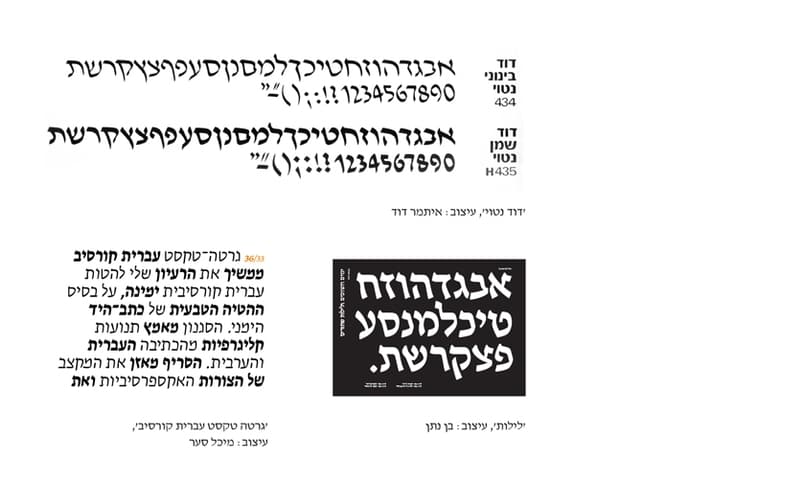 דוד
בינוני
נטוי
434
אבגדהוזחטיכךלמםנןסעפףצץקרשת
1234567890!?:;()־״”
דוד
שמן
נטוי
H435
אבגדהוזחטיכךלמםנןסעפףצץקרשת
1234567890!?:;()־״”
'דוד נטוי', עיצוב: איתמר דוד
אבגדהוזח
טיכלמנסע
פצקרשת.
'לילות', עיצוב: בן נתן
36/33 גרטה־טקסט עברית קורסיב
ממשיך את הרעיון שלי להטות
עברית קורסיבית ימינה, על בסיס
ההטיה הטבעית של כתב־היד
הימני. הסגנון מאמץ תנועות
קליגרפיות מהכתיבה העברית
והערבית. הסריף מאזן את המקצב
של הצורות האקספרסיביות ואת
'גרטה טקסט עברית קורסיב',
עיצוב: מיכל סהר